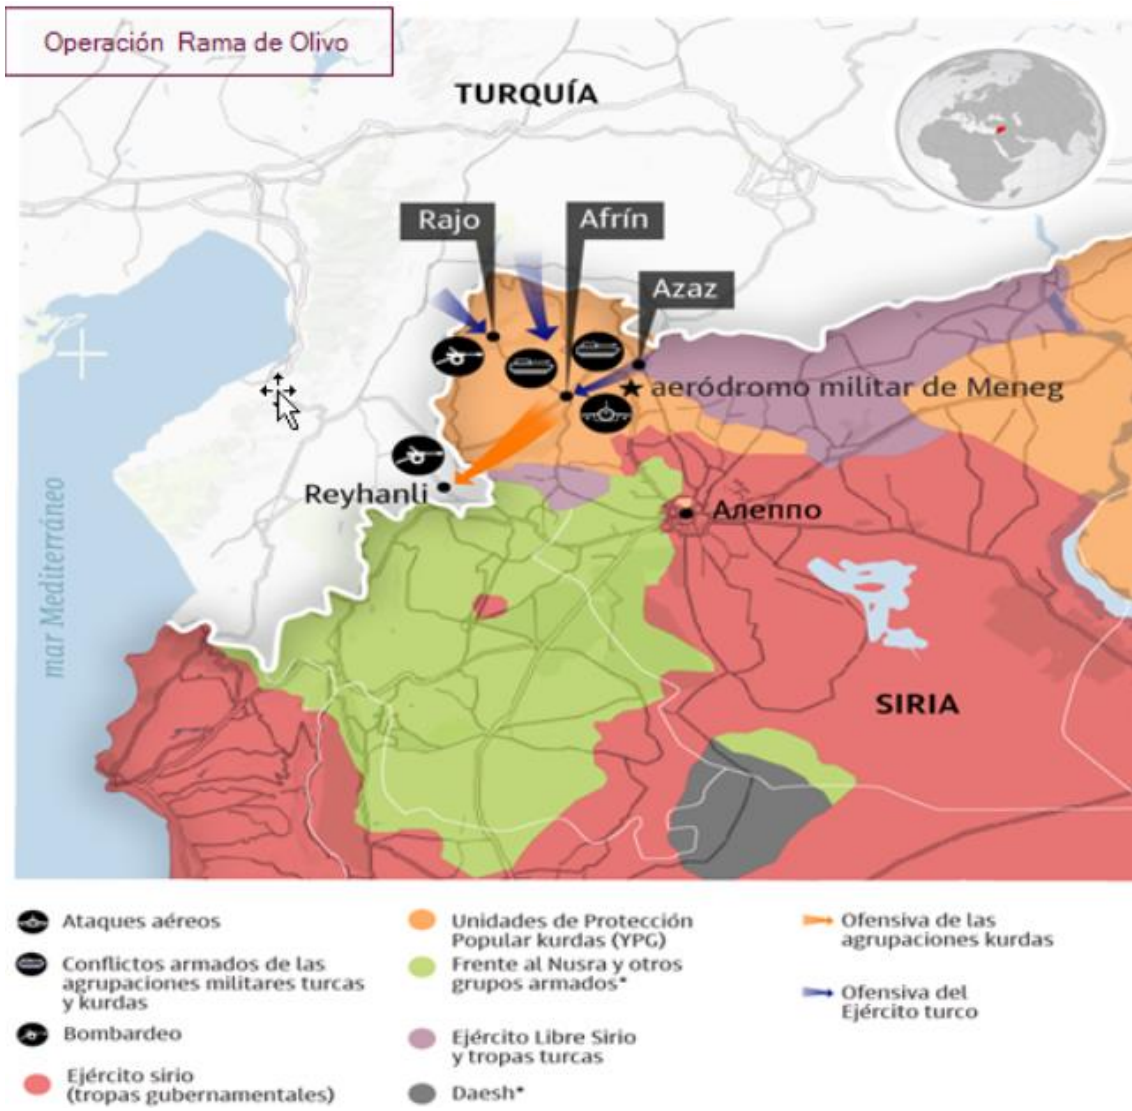 Operación Rama de Olivo
TURQUÍA
Rajo
Afrín
Azaz
aeródromo militar de Meneg
Reyhanli
Алеппо
mar Mediterráneo
SIRIA
Ataques aéreos
Conflictos armados de las
agrupaciones militares turcas
y kurdas
Bombardeo
Ejército sirio
(tropas gubernamentales)
Unidades de Protección
Popular kurdas (YPG)
Frente al Nusra y otros
grupos armados*
Ejército Libre Sirio
y tropas turcas
Daesh*
Ofensiva de las
agrupaciones kurdas
Ofensiva del
Ejército turco